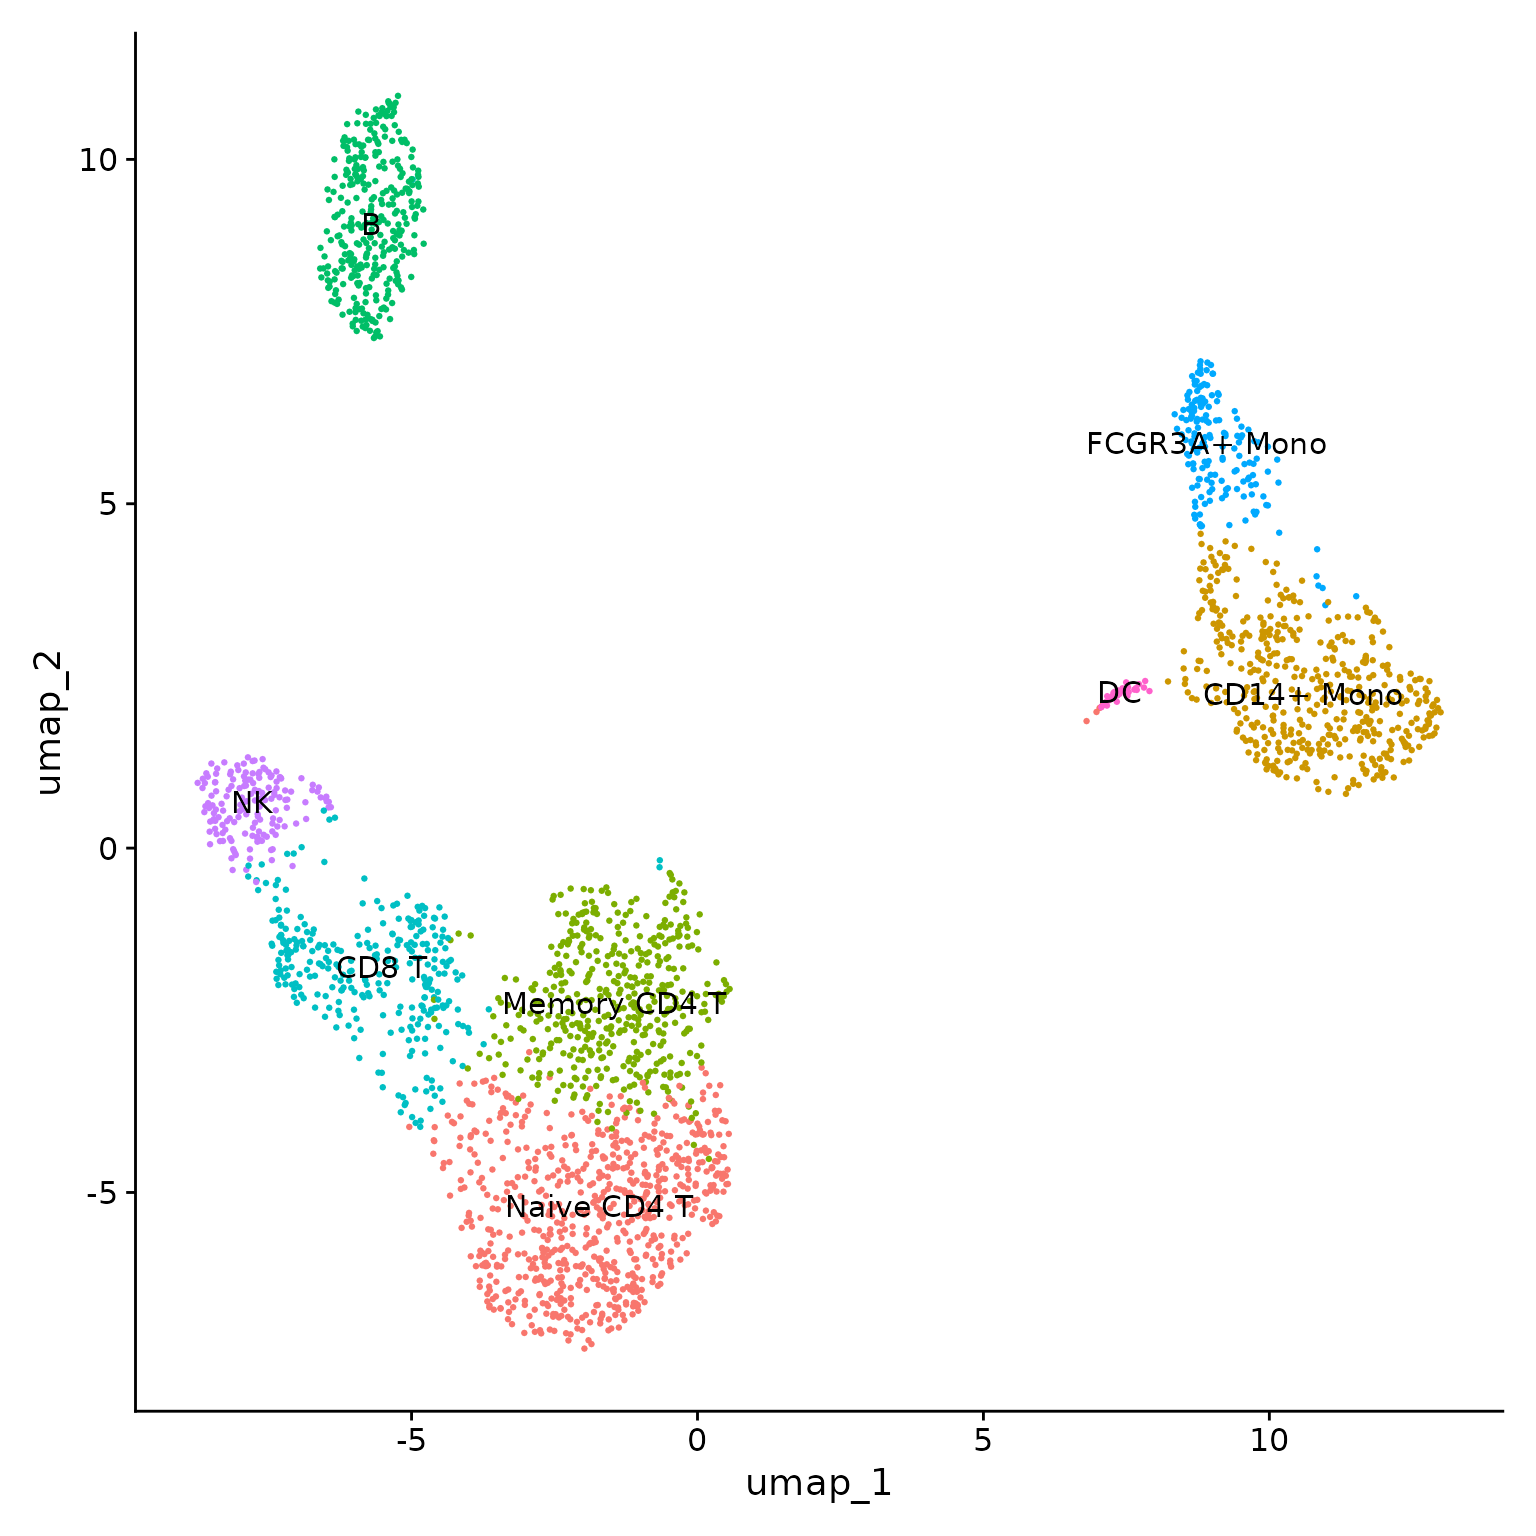 10
B
FCGR3A+ Mono
5
DC
CD14+ Mono
umap_2
NK
0
CD8 T
Memory CD4 T
-5
Naive CD4 T
-5
0
5
10
umap_1